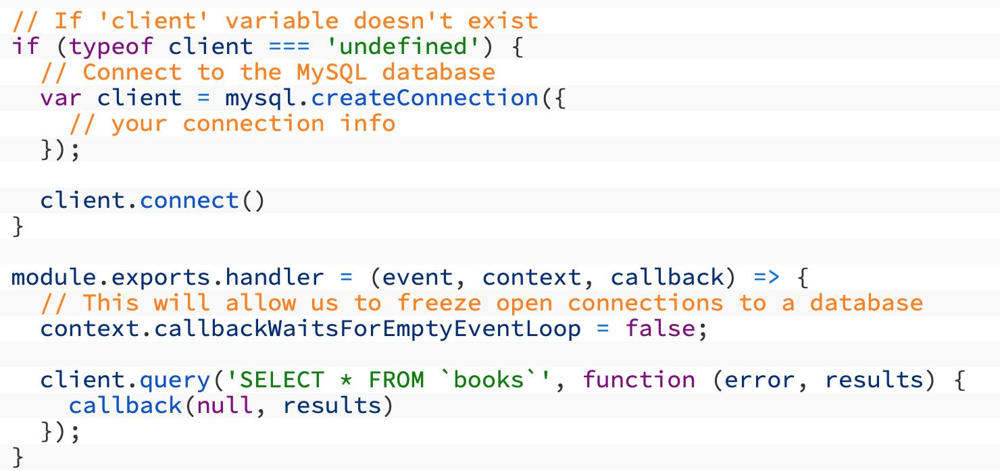 // If 'client' variable doesn't exist
if (typeof client === 'undefined') {
  // Connect to the MySQL database
  var client = mysql.createConnection({
    // your connection info
  });

  client.connect()
}

module.exports.handler = (event, context, callback) => {
  // This will allow us to freeze open connections to a database
  context.callbackWaitsForEmptyEventLoop = false;

  client.query('SELECT * FROM `books`', function (error, results) {
    callback(null, results)
  });
}